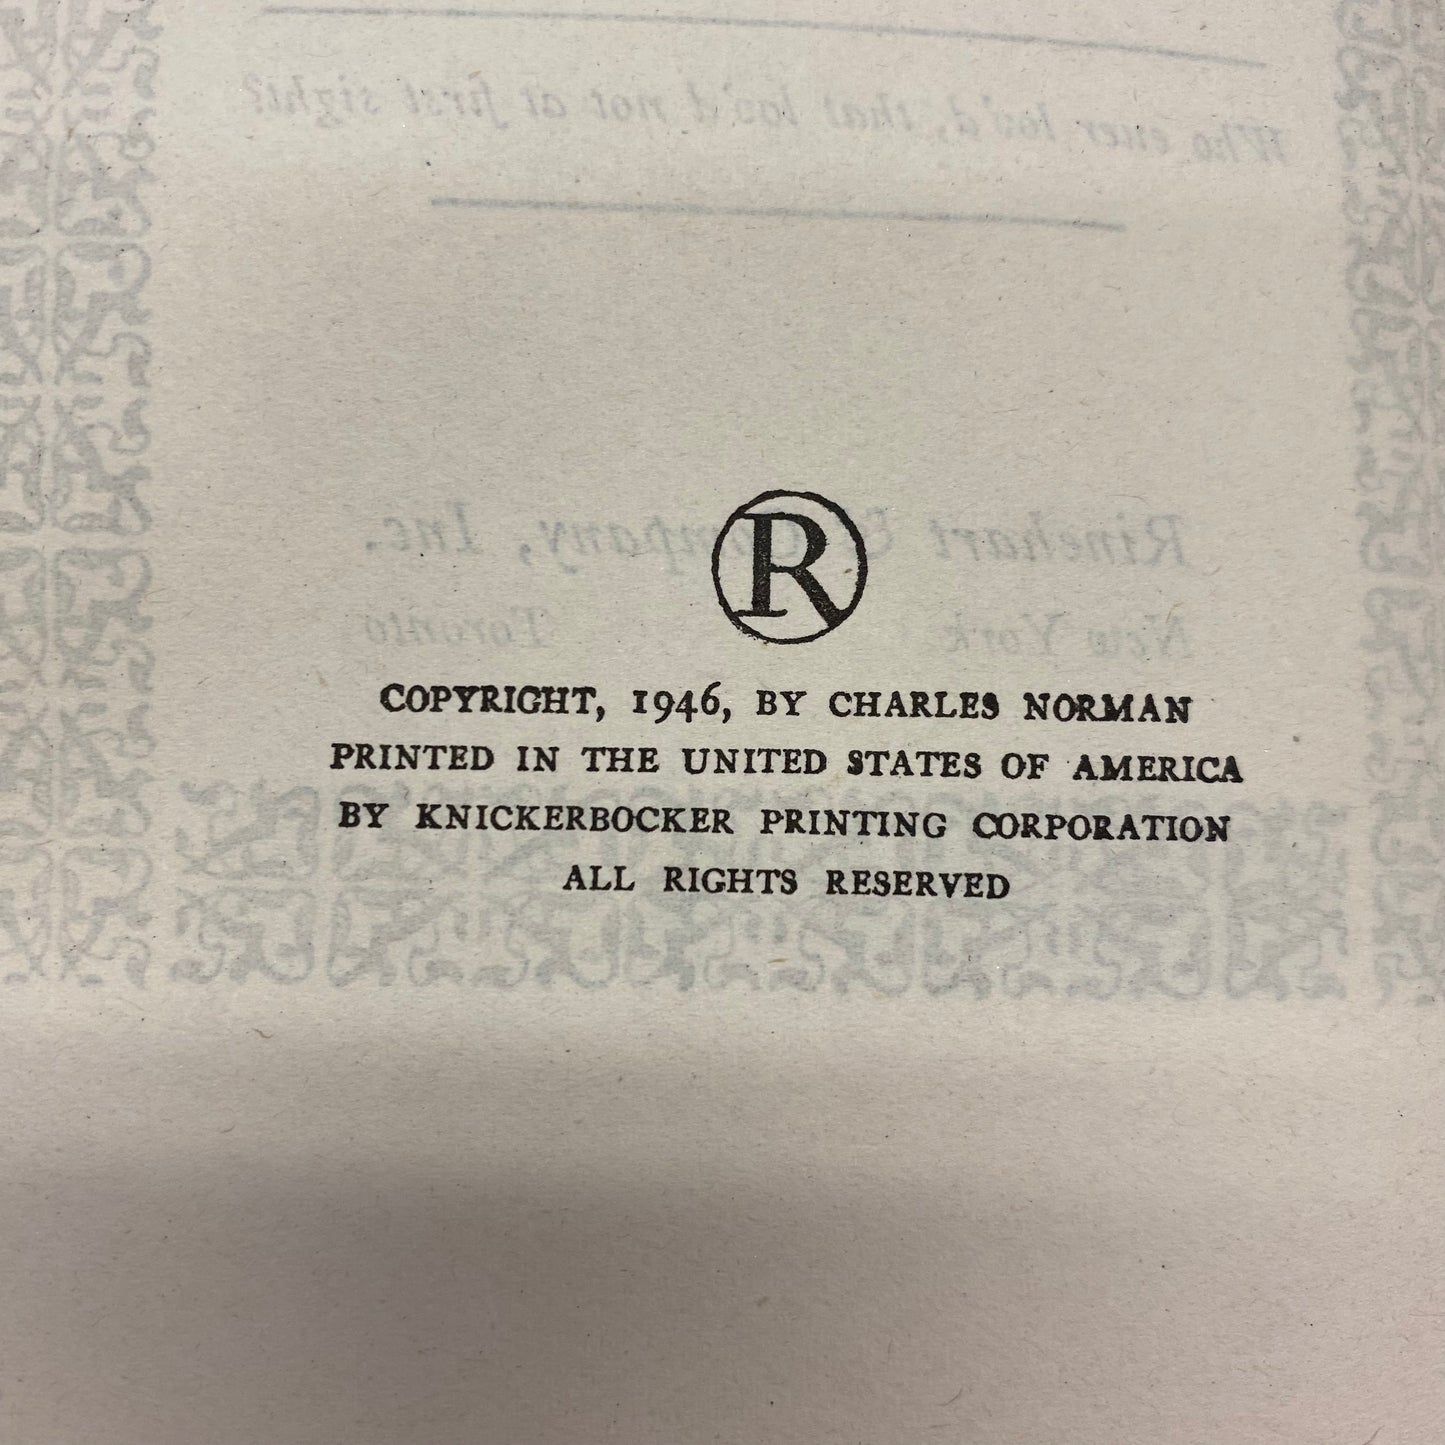 Who ever lov'd, that lov'd not at first sight?
Rinehart & Company, Inc.
New York Toronto
R
COPYRIGHT, 1946, BY CHARLES NORMAN
PRINTED IN THE UNITED STATES OF AMERICA
BY KNICKERBOCKER PRINTING CORPORATION
ALL RIGHTS RESERVED